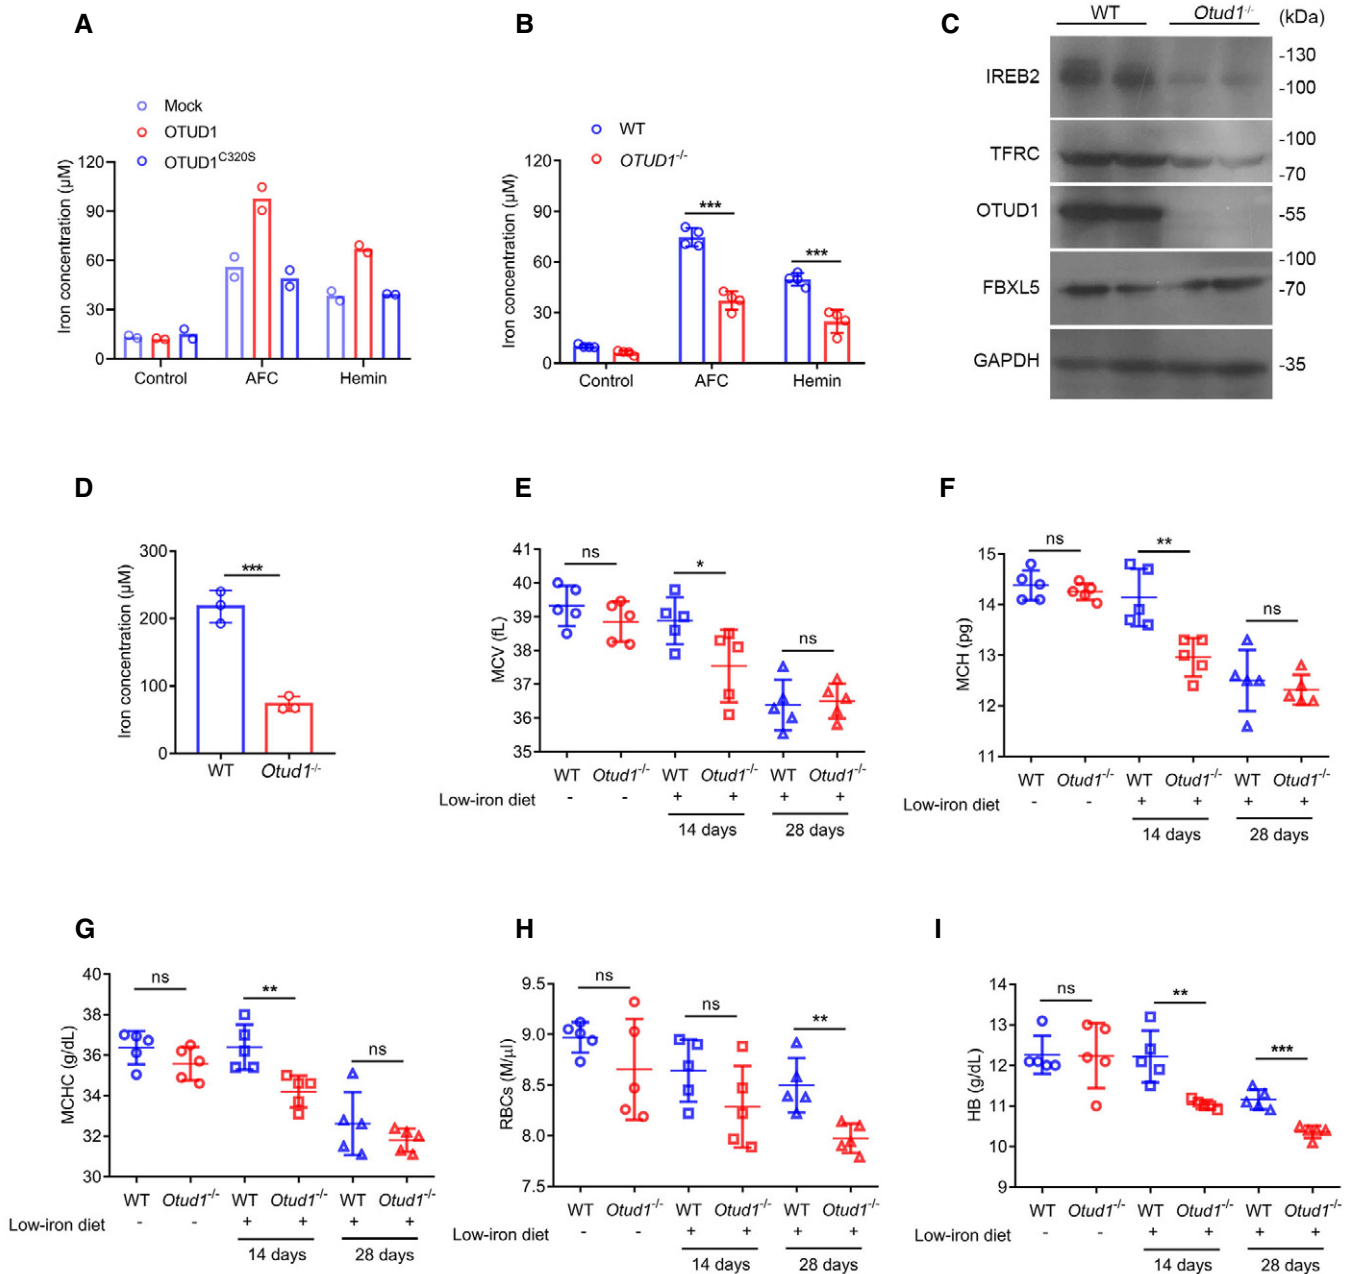 A
Mock
OTUD1
OTUD1C320S
Iron concentration (μM)
120
90
60
30
0
Control AFC Hemin
B
WT
OTUD1-/-
Iron concentration (μM)
120
90
60
30
0
*** ***
Control AFC Hemin
C
WT Otud1-/- (kDa)
IREB2 -130
-100
TFRC -100
-70
OTUD1 -55
FBXL5 -100
-70
GAPDH -35
D
Iron concentration (μM)
300
200
100
0
***
WT Otud1-/-
E
MCV (fL)
41
40
39
38
37
36
35
ns * ns
WT Otud1-/- WT Otud1-/- WT Otud1-/-
Low-iron diet - - + + + +
14 days 28 days
F
MCH (pg)
15
14
13
12
11
ns ** ns
WT Otud1-/- WT Otud1-/- WT Otud1-/-
Low-iron diet - - + + + +
14 days 28 days
G
MCHC (g/dL)
40
38
36
34
32
30
ns ** ns
WT Otud1-/- WT Otud1-/- WT Otud1-/-
Low-iron diet - - + + + +
14 days 28 days
H
RBCs (M/μl)
9.5
9.0
8.5
8.0
7.5
ns ns **
WT Otud1-/- WT Otud1-/- WT Otud1-/-
Low-iron diet - - + + + +
14 days 28 days
I
HB (g/dL)
14
13
12
11
10
9
ns ** ***
WT Otud1-/- WT Otud1-/- WT Otud1-/-
Low-iron diet - - + + + +
14 days 28 days